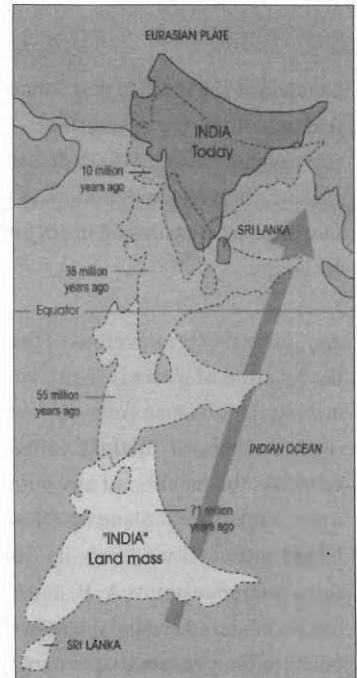 EURASIAN PLATE
INDIA
Today
10 million
years ago
SRI LANKA
38 million
years ago
Equator
55 million
years ago
INDIAN OCEAN
71 million
years ago
"INDIA"
Land mass
SRI LANKA